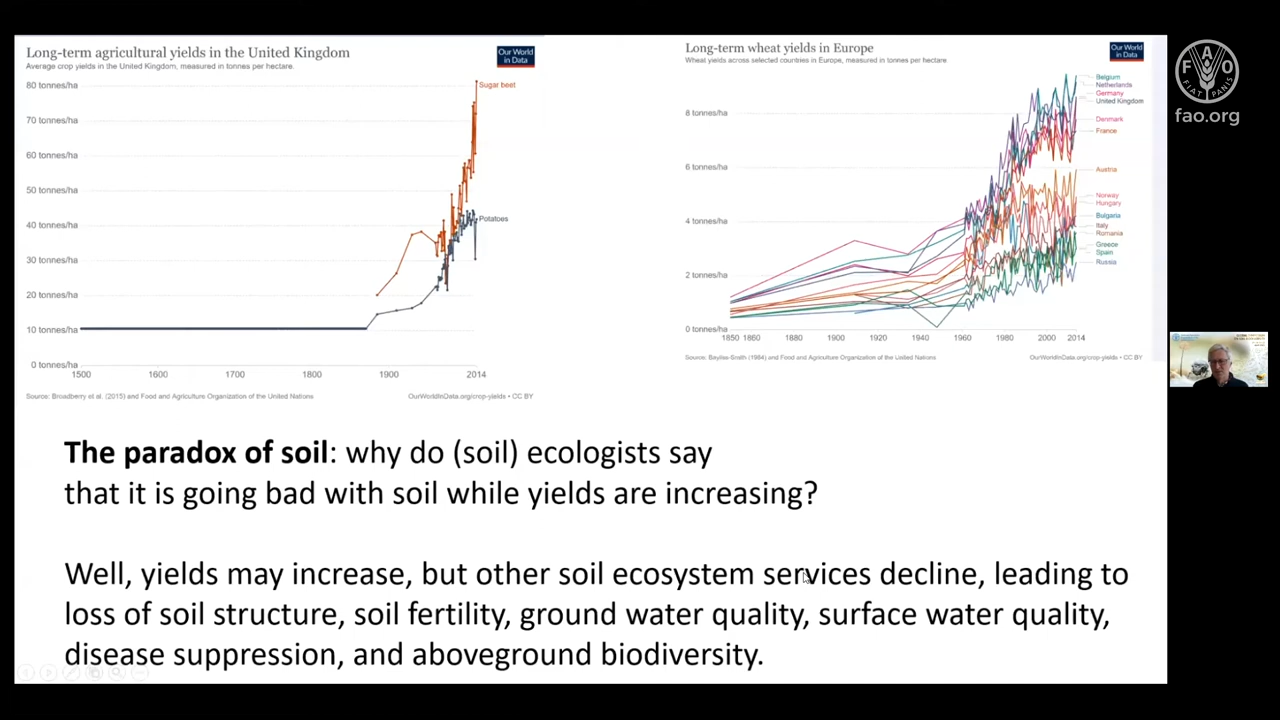 Long-term agricultural yields in the United Kingdom
Average crop yields in the United Kingdom, measured in tonnes per hectare.
Our World
in Data
80 tonnes/ha
70 tonnes/ha
60 tonnes/ha
50 tonnes/ha
40 tonnes/ha
30 tonnes/ha
20 tonnes/ha
10 tonnes/ha
0 tonnes/ha
Sugar beet
Potatoes
1500 1600 1700 1800 1900 2014
Source: Broadberry et al. (2015) and Food and Agriculture Organization of the United Nations
OurWorldInData.org/crop-yields • CC BY
Long-term wheat yields in Europe
Wheat yields across selected countries in Europe, measured in tonnes per hectare
Our World
in Data
8 tonnes/ha
6 tonnes/ha
4 tonnes/ha
2 tonnes/ha
0 tonnes/ha
Belgium
Netherlands
Germany
United Kingdom
Denmark
France
Austria
Norway
Hungary
Bulgaria
Italy
Romania
Greece
Spain
Russia
1850 1860 1880 1900 1920 1940 1960 1980 2000 2014
Source: Bayliss-Smith (1984) and Food and Agriculture Organization of the United Nations
OurWorldInData.org/crop-yields • CC BY
FAO
FIAT PANIS
fao.org
The paradox of soil: why do (soil) ecologists say
that it is going bad with soil while yields are increasing?
Well, yields may increase, but other soil ecosystem services decline, leading to
loss of soil structure, soil fertility, ground water quality, surface water quality,
disease suppression, and aboveground biodiversity.